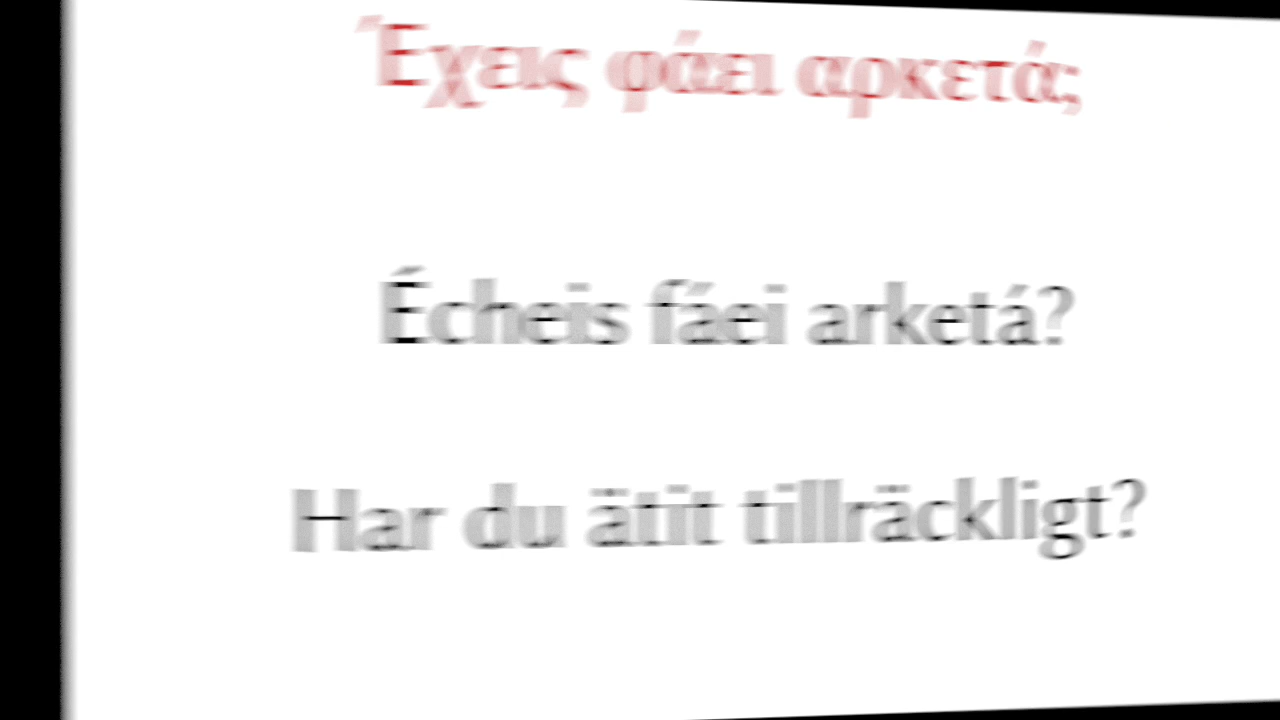 Έχεις φάει αρκετά;
Écheis fáei arketá?
Har du ätit tillräckligt?